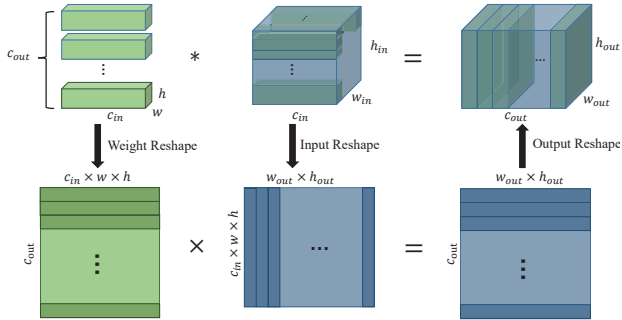 c_out
⋮
h
w
c_in
*
...
⋮
h_in
w_in
c_in
=
...
h_out
w_out
c_out
Weight Reshape
Input Reshape
Output Reshape
c_in × w × h
w_out × h_out
w_out × h_out
c_out
⋮
×
c_in × w × h
...
=
c_out
⋮